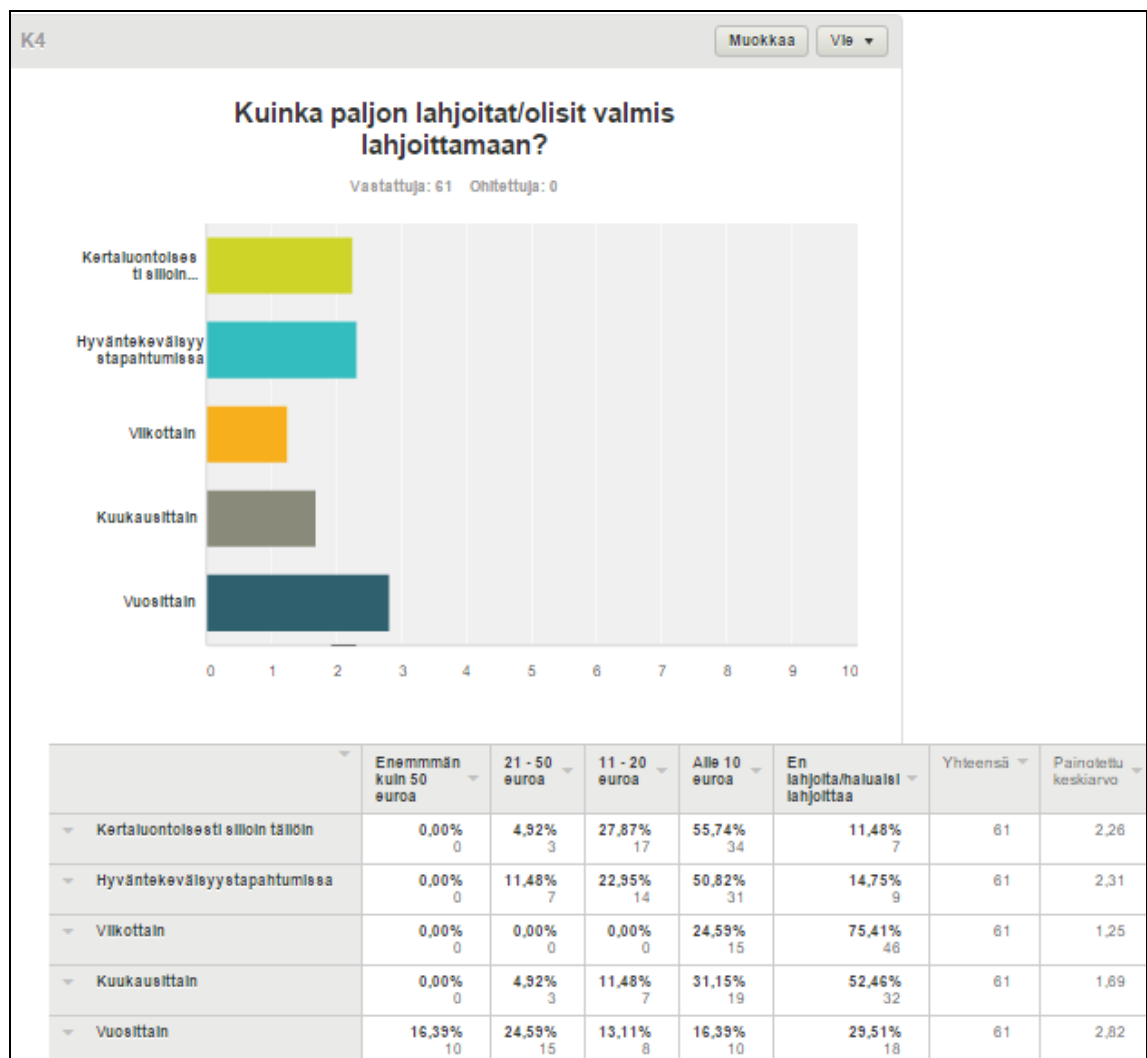 K4
Muokkaa
Vie
Kuinka paljon lahjoitat/olisit valmis
lahjoittamaan?
Vastattuja: 61 Ohitettuja: 0
Kertaluontoises
ti silloin...
Hyväntekeväisyy
stapahtumissa
Viikottain
Kuukausittain
Vuosittain
0 1 2 3 4 5 6 7 8 9 10
Enemmmän
kuin 50
euroa
21 - 50
euroa
11 - 20
euroa
Alle 10
euroa
En
lahjoita/haluaisi
lahjoittaa
Yhteensä
Painotettu
keskiarvo
Kertaluontoisesti silloin tällöin 0,00% 4,92% 27,87% 55,74% 11,48% 61 2,26
0 3 17 34 7
Hyväntekeväisyystapahtumissa 0,00% 11,48% 22,95% 50,82% 14,75% 61 2,31
0 7 14 31 9
Viikottain 0,00% 0,00% 0,00% 24,59% 75,41% 61 1,25
0 0 0 15 46
Kuukausittain 0,00% 4,92% 11,48% 31,15% 52,46% 61 1,69
0 3 7 19 32
Vuosittain 16,39% 24,59% 13,11% 16,39% 29,51% 61 2,82
10 15 8 10 18